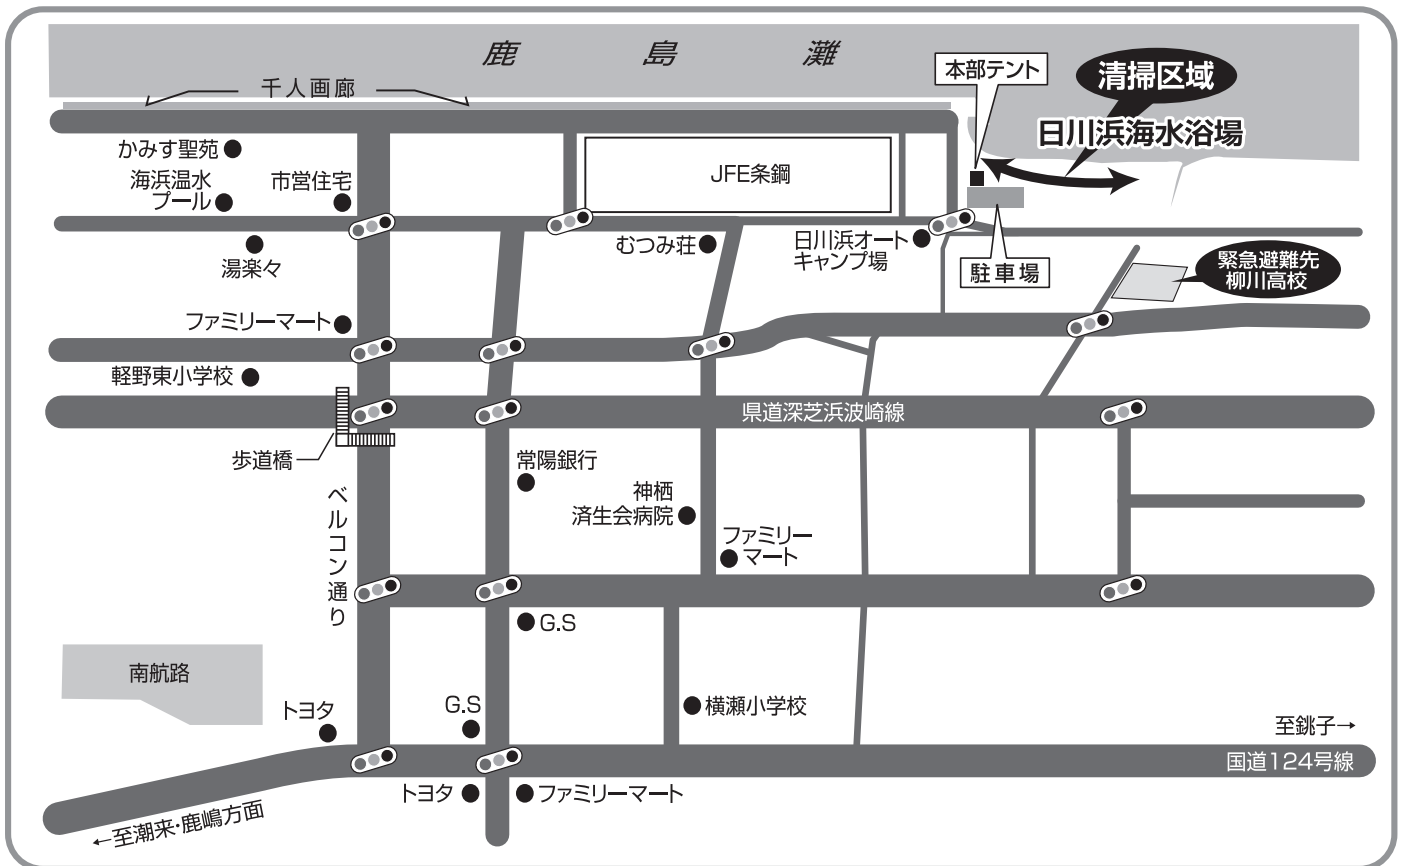 鹿島灘
本部テント
清掃区域
千人画廊
日川浜海水浴場
かみす聖苑
海浜温水
プール
市営住宅
JFE条鋼
湯楽々
むつみ荘
日川浜オート
キャンプ場
駐車場
緊急避難先
柳川高校
ファミリーマート
軽野東小学校
県道深芝浜波崎線
歩道橋
常陽銀行
神栖
済生会病院
ファミリー
マート
ベルコン通り
G.S
南航路
トヨタ
G.S
横瀬小学校
至銚子→
国道124号線
トヨタ
ファミリーマート
←至潮来・鹿嶋方面